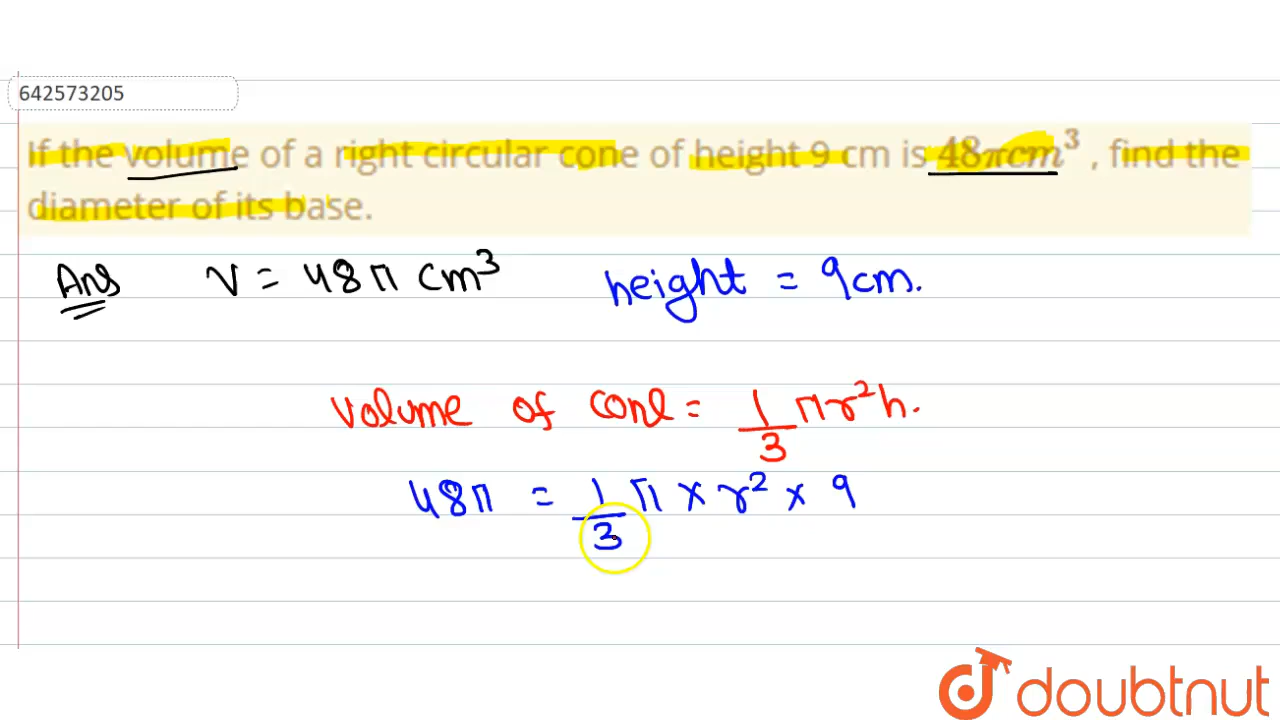 642573205
If the volume of a right circular cone of height 9 cm is 48πcm³ , find the
diameter of its base.
Ans V = 48π cm³ height = 9cm.
Volume of cone = 1/3 πr²h.
48π = 1/3 π × r² × 9
doubtnut